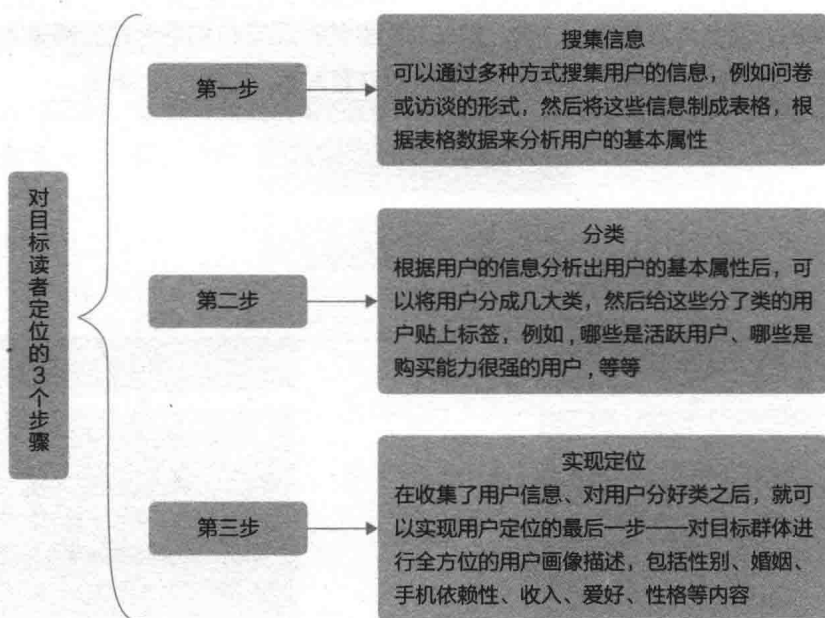 对目标读者定位的3个步骤
第一步
搜集信息
可以通过多种方式搜集用户的信息，例如问卷
或访谈的形式，然后将这些信息制成表格，根
据表格数据来分析用户的基本属性
第二步
分类
根据用户的信息分析出用户的基本属性后，可
以将用户分成几大类，然后给这些分了类的用
户贴上标签，例如，哪些是活跃用户、哪些是
购买能力很强的用户，等等
第三步
实现定位
在收集了用户信息、对用户分好类之后，就可
以实现用户定位的最后一步——对目标群体进
行全方位的用户画像描述，包括性别、婚姻、
手机依赖性、收入、爱好、性格等内容